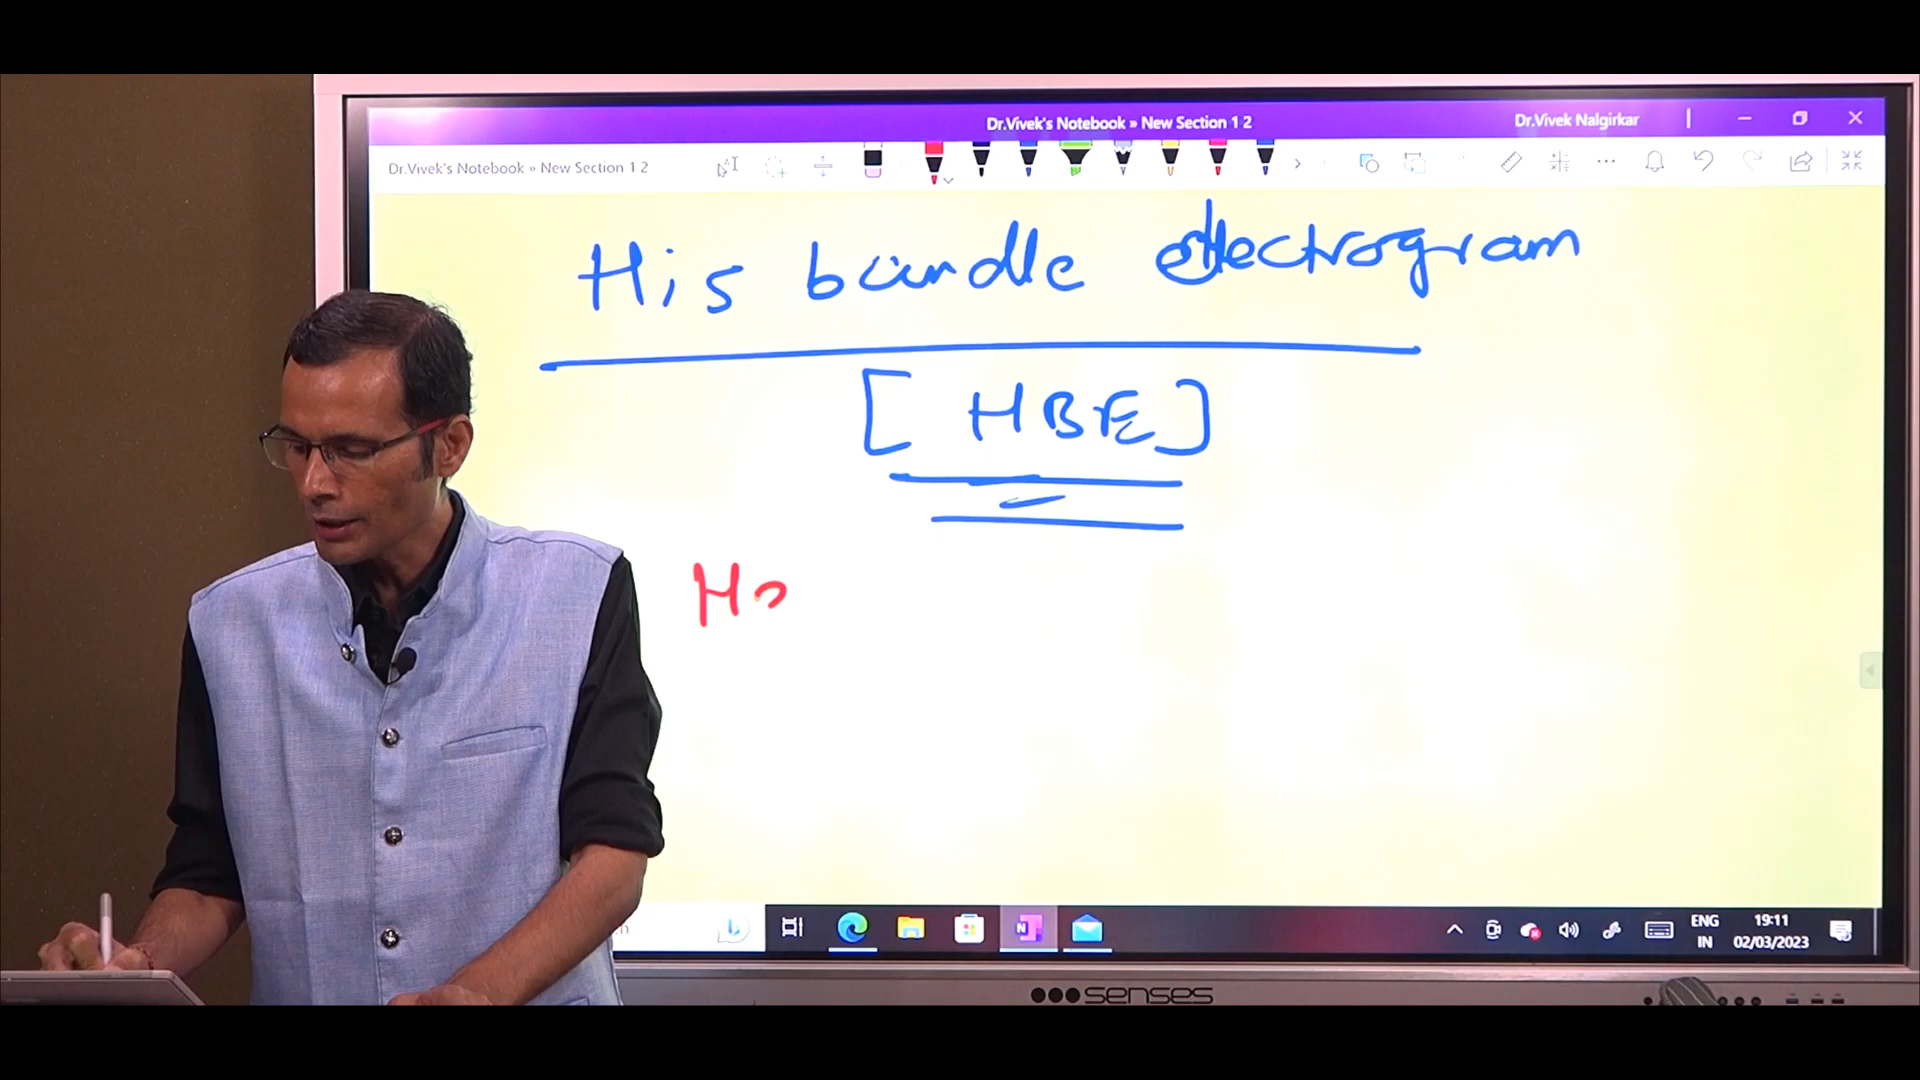 Dr.Vivek's Notebook » New Section 1 2
Dr.Vivek Nalgirkar
Dr.Vivek's Notebook » New Section 1 2
His bundle electrogram
[ HBE ]
ENG
IN
19:11
02/03/2023
senses